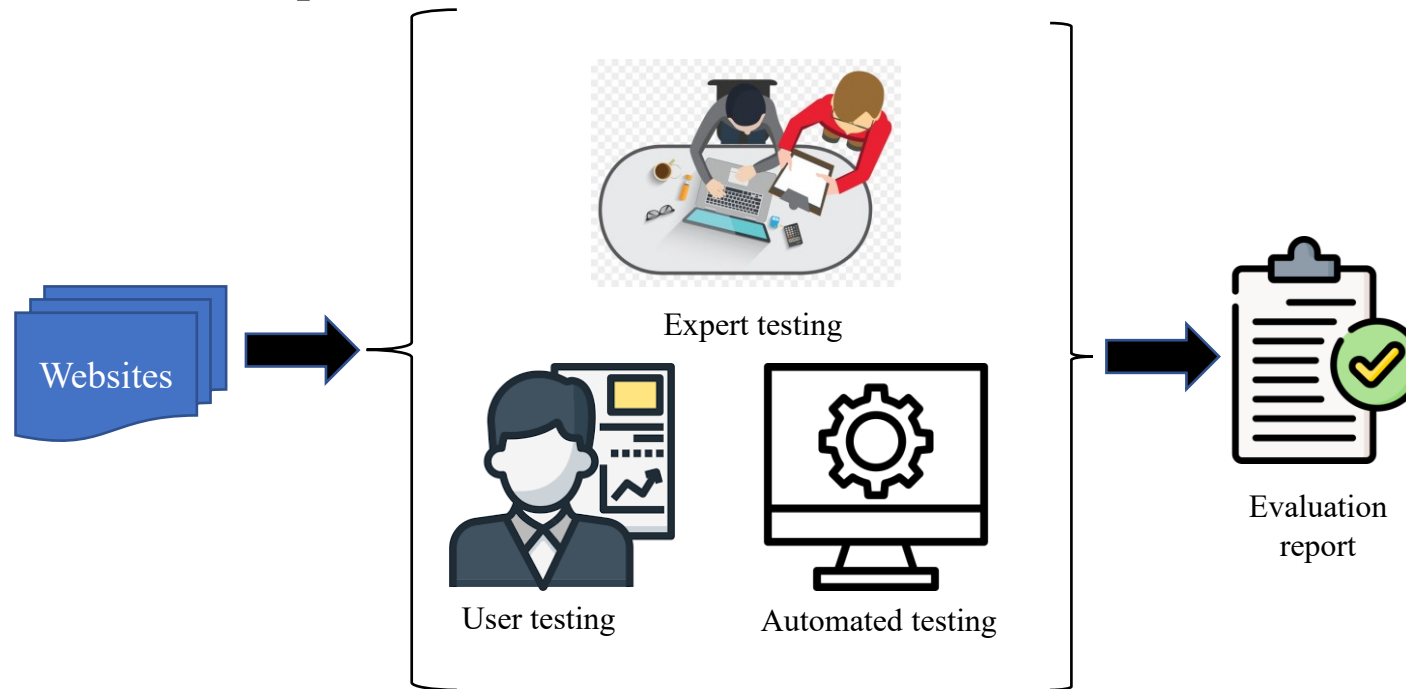 Expert testing
Websites
User testing
Automated testing
Evaluation
report